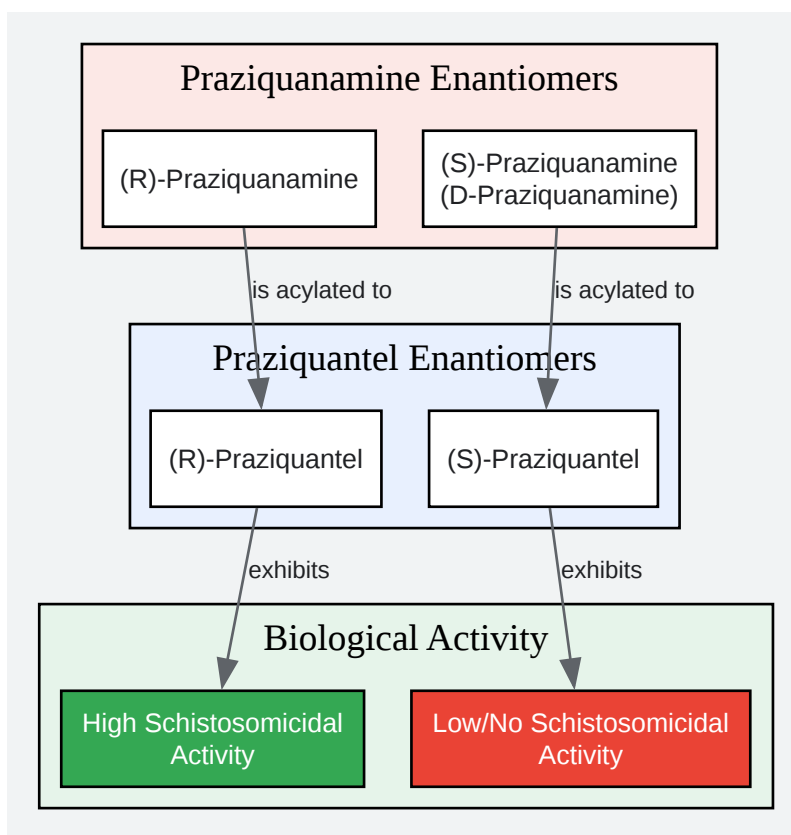 Praziquanamine Enantiomers
(R)-Praziquanamine
(S)-Praziquanamine
(D-Praziquanamine)
is acylated to
is acylated to
Praziquantel Enantiomers
(R)-Praziquantel
(S)-Praziquantel
exhibits
exhibits
Biological Activity
High Schistosomicidal
Activity
Low/No Schistosomicidal
Activity